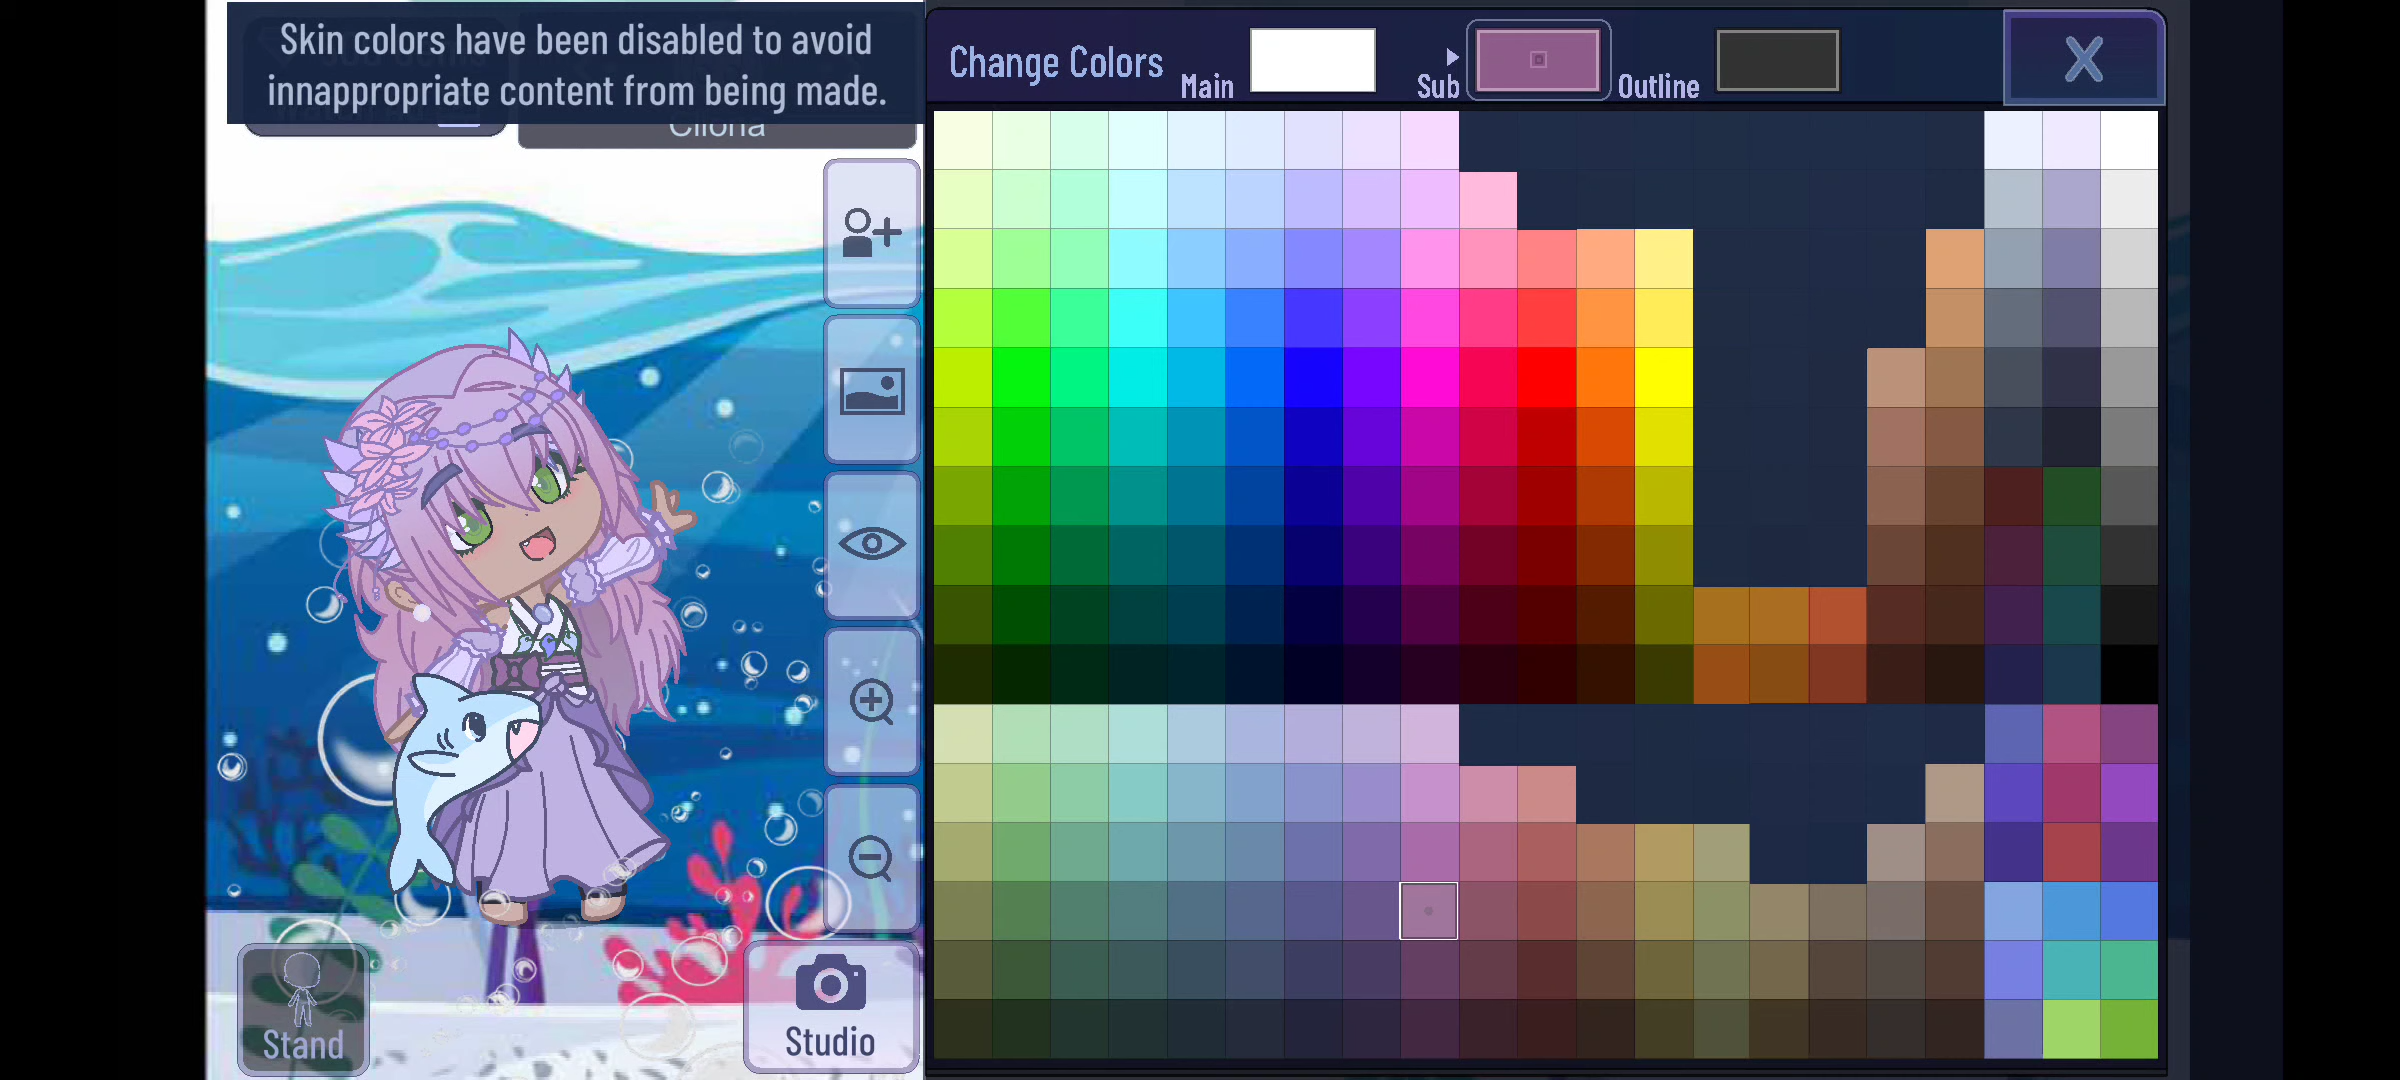 Skin colors have been disabled to avoid
innappropriate content from being made.
Change Colors
Main
Sub
Outline
X
Stand
Studio